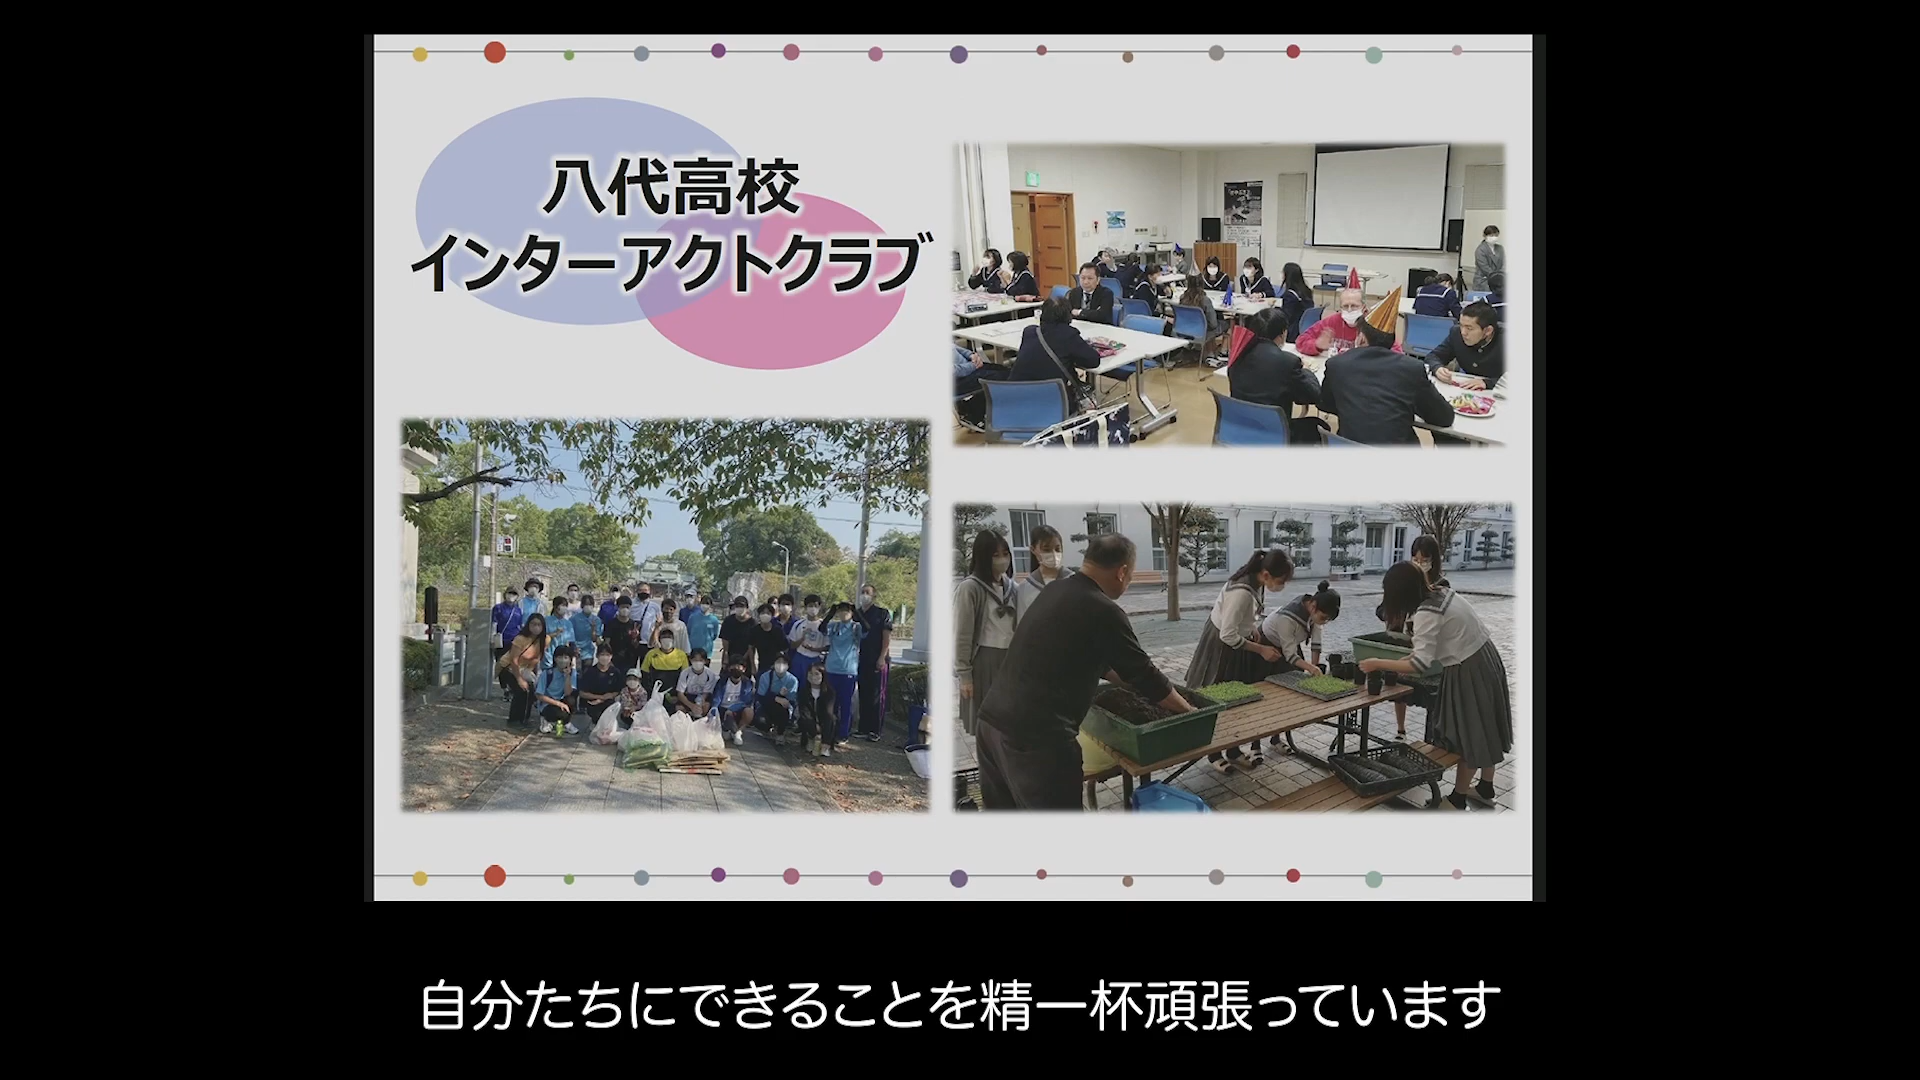 八代高校
インターアクトクラブ
自分たちにできることを精一杯頑張っています